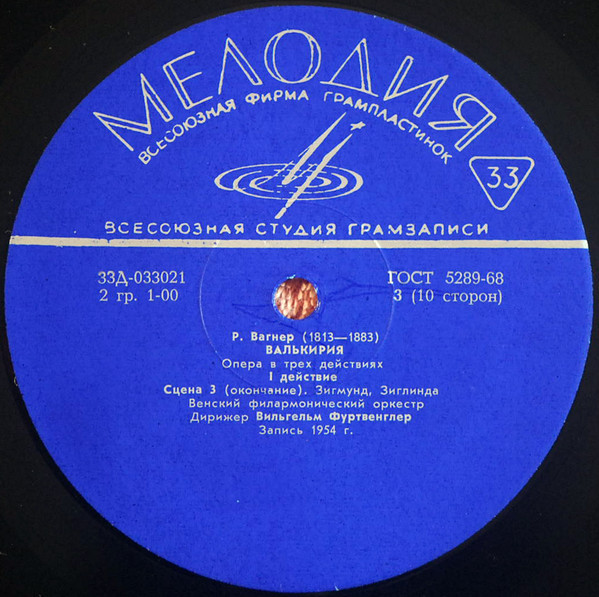 МЕЛОДИЯ
ВСЕСОЮЗНАЯ ФИРМА ГРАМПЛАСТИНОК
33
ВСЕСОЮЗНАЯ СТУДИЯ ГРАМЗАПИСИ
33Д-033021 ГОСТ 5289-68
2 гр. 1-00 3 (10 сторон)
Р. Вагнер (1813—1883)
ВАЛЬКИРИЯ
Опера в трех действиях
I действие
Сцена 3 (окончание). Зигмунд, Зиглинда
Венский филармонический оркестр
Дирижер Вильгельм Фуртвенглер
Запись 1954 г.